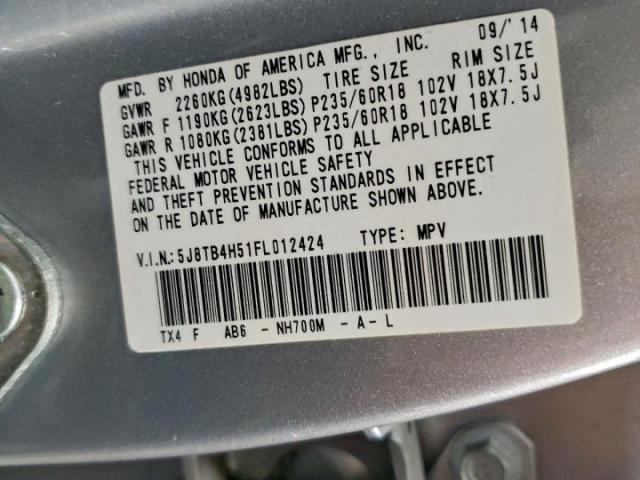 MFD. BY HONDA OF AMERICA MFG., INC. 09/'14
GVWR 2260KG(4982LBS) TIRE SIZE RIM SIZE
GAWR F 1190KG(2623LBS) P235/60R18 102V 18X7.5J
GAWR R 1080KG(2381LBS) P235/60R18 102V 18X7.5J
THIS VEHICLE CONFORMS TO ALL APPLICABLE
FEDERAL MOTOR VEHICLE SAFETY
AND THEFT PREVENTION STANDARDS IN EFFECT
ON THE DATE OF MANUFACTURE SHOWN ABOVE.
V.I.N.: 5J8TB4H51FL012424 TYPE: MPV
TX4 F AB6 - NH700M - A - L